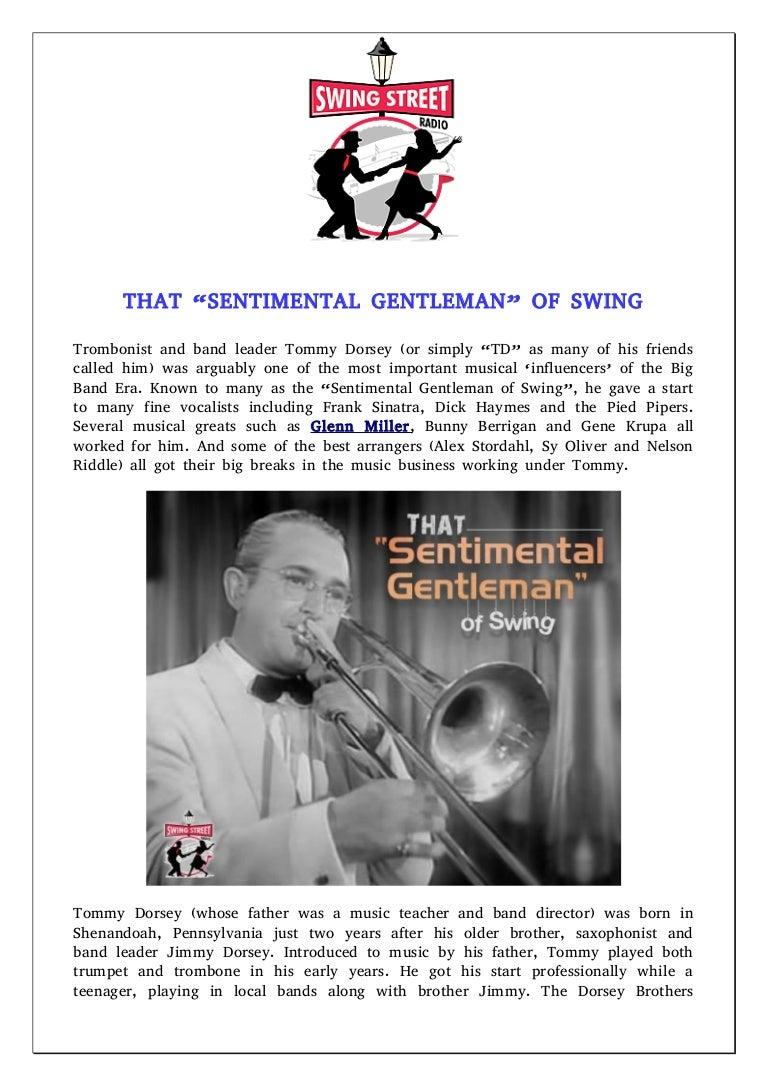 SWING STREET
RADIO
THAT “SENTIMENTAL GENTLEMAN” OF SWING
Trombonist and band leader Tommy Dorsey (or simply “TD” as many of his friends
called him) was arguably one of the most important musical ‘influencers’ of the Big
Band Era. Known to many as the “Sentimental Gentleman of Swing”, he gave a start
to many fine vocalists including Frank Sinatra, Dick Haymes and the Pied Pipers.
Several musical greats such as Glenn Miller, Bunny Berrigan and Gene Krupa all
worked for him. And some of the best arrangers (Alex Stordahl, Sy Oliver and Nelson
Riddle) all got their big breaks in the music business working under Tommy.
THAT
"Sentimental
Gentleman"
of Swing
SWING STREET
RADIO
Tommy Dorsey (whose father was a music teacher and band director) was born in
Shenandoah, Pennsylvania just two years after his older brother, saxophonist and
band leader Jimmy Dorsey. Introduced to music by his father, Tommy played both
trumpet and trombone in his early years. He got his start professionally while a
teenager, playing in local bands along with brother Jimmy. The Dorsey Brothers